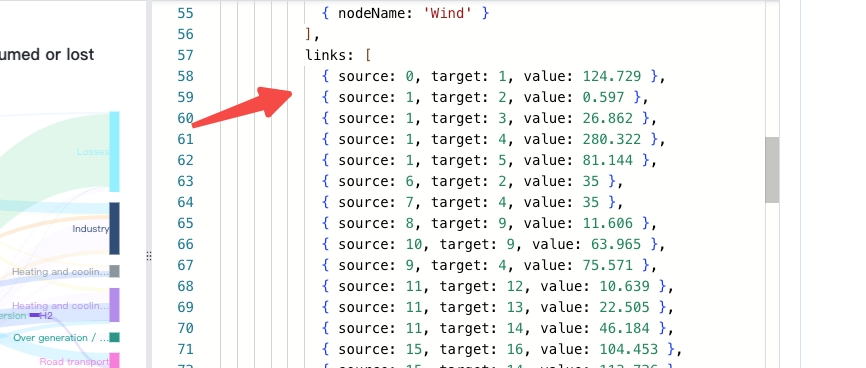 umed or lost
Losses
Industry
Heating and coolin...
Heating and coolin...
ersion
H2
Over generation / ...
Road transport
55 { nodeName: 'Wind' }
56 ],
57 links: [
58 { source: 0, target: 1, value: 124.729 },
59 { source: 1, target: 2, value: 0.597 },
60 { source: 1, target: 3, value: 26.862 },
61 { source: 1, target: 4, value: 280.322 },
62 { source: 1, target: 5, value: 81.144 },
63 { source: 6, target: 2, value: 35 },
64 { source: 7, target: 4, value: 35 },
65 { source: 8, target: 9, value: 11.606 },
66 { source: 10, target: 9, value: 63.965 },
67 { source: 9, target: 4, value: 75.571 },
68 { source: 11, target: 12, value: 10.639 },
69 { source: 11, target: 13, value: 22.505 },
70 { source: 11, target: 14, value: 46.184 },
71 { source: 15, target: 16, value: 104.453 },